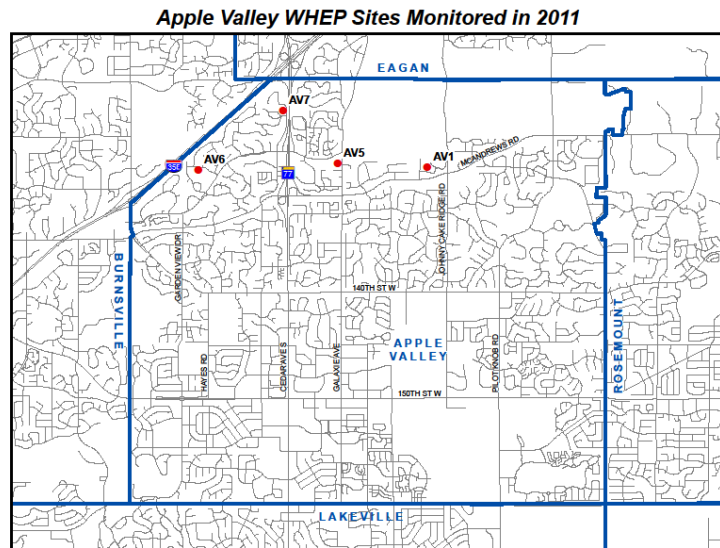 Apple Valley WHEP Sites Monitored in 2011
EAGAN
AV7
AV5
AV1
MCANDREWS RD
35E
AV6
77
JOHNNY CAKE RIDGE RD
GARDEN VIEW DR
BURNSVILLE
140TH ST W
ROSEMOUNT
APPLE
VALLEY
HAYES RD
CEDAR AVE S
GALAXIE AVE
PILOT KNOB RD
150TH ST W
LAKEVILLE